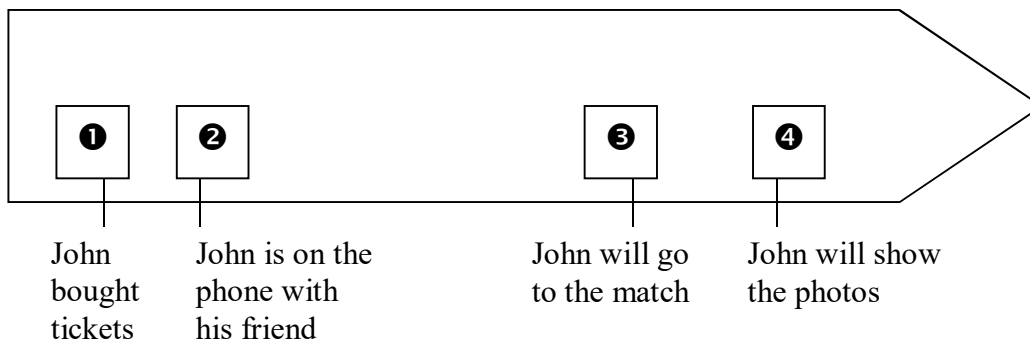 ❶ ❷ ❸ ❹
John
bought
tickets
John is on the
phone with
his friend
John will go
to the match
John will show
the photos